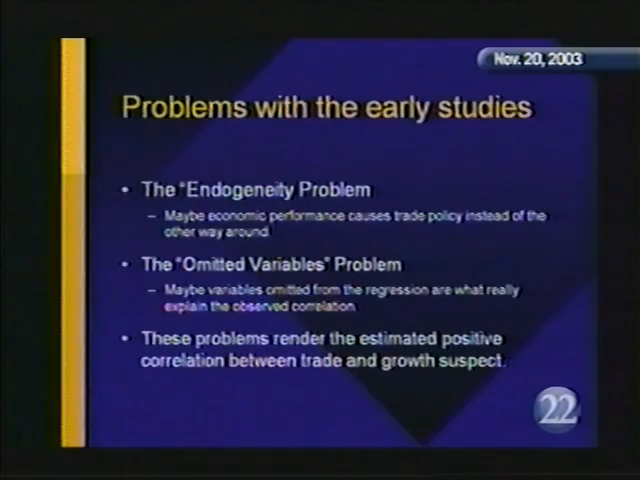 Nov. 20, 2003
Problems with the early studies
• The "Endogeneity Problem
– Maybe economic performance causes trade policy instead of the
other way around
• The "Omitted Variables" Problem
– Maybe variables omitted from the regression are what really
explain the observed correlation
• These problems render the estimated positive
correlation between trade and growth suspect.
22